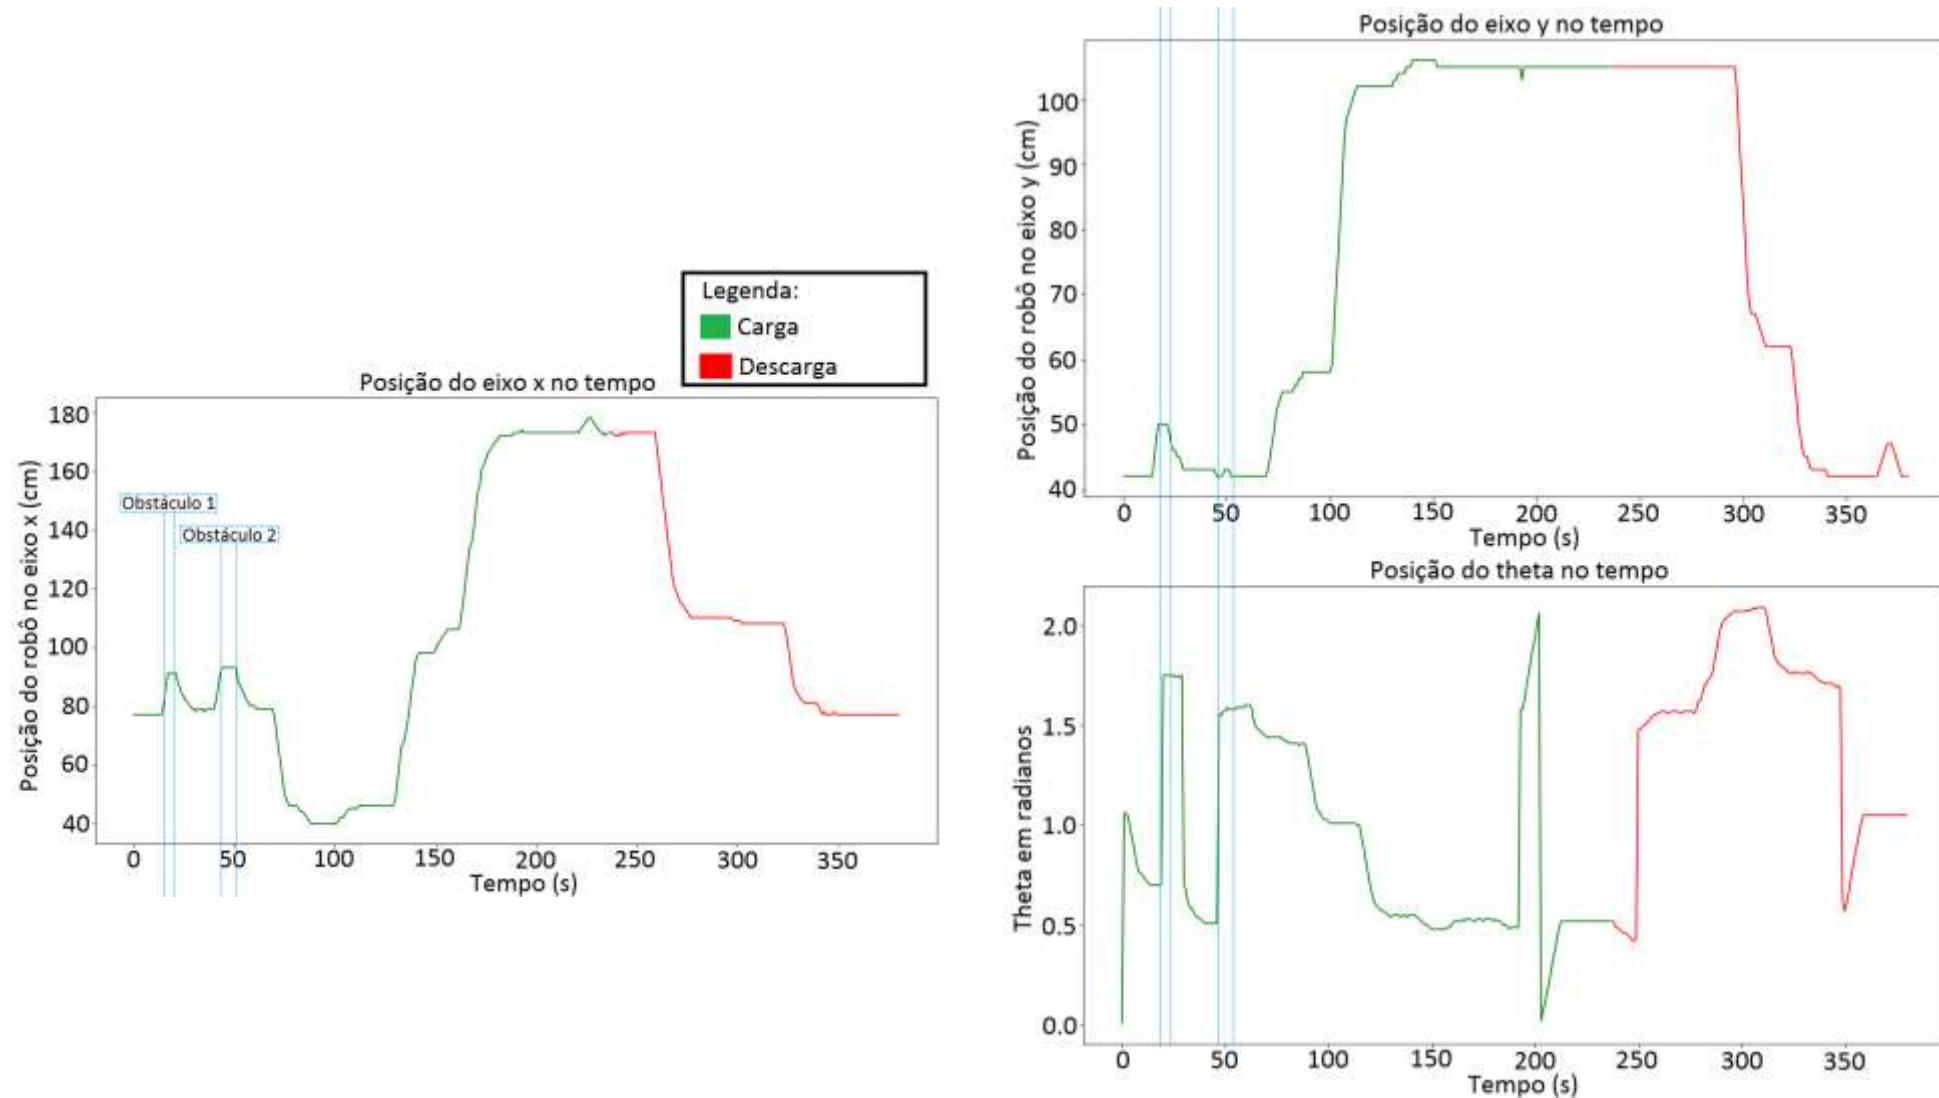 Legenda:
Carga
Descarga
Posição do eixo x no tempo
Posição do robô no eixo x (cm)
180
160
140
120
100
80
60
40
Obstáculo 1
Obstáculo 2
0 50 100 150 200 250 300 350
Tempo (s)
Posição do eixo y no tempo
Posição do robô no eixo y (cm)
100
90
80
70
60
50
40
0 50 100 150 200 250 300 350
Tempo (s)
Posição do theta no tempo
Theta em radianos
2.0
1.5
1.0
0.5
0.0
0 50 100 150 200 250 300 350
Tempo (s)